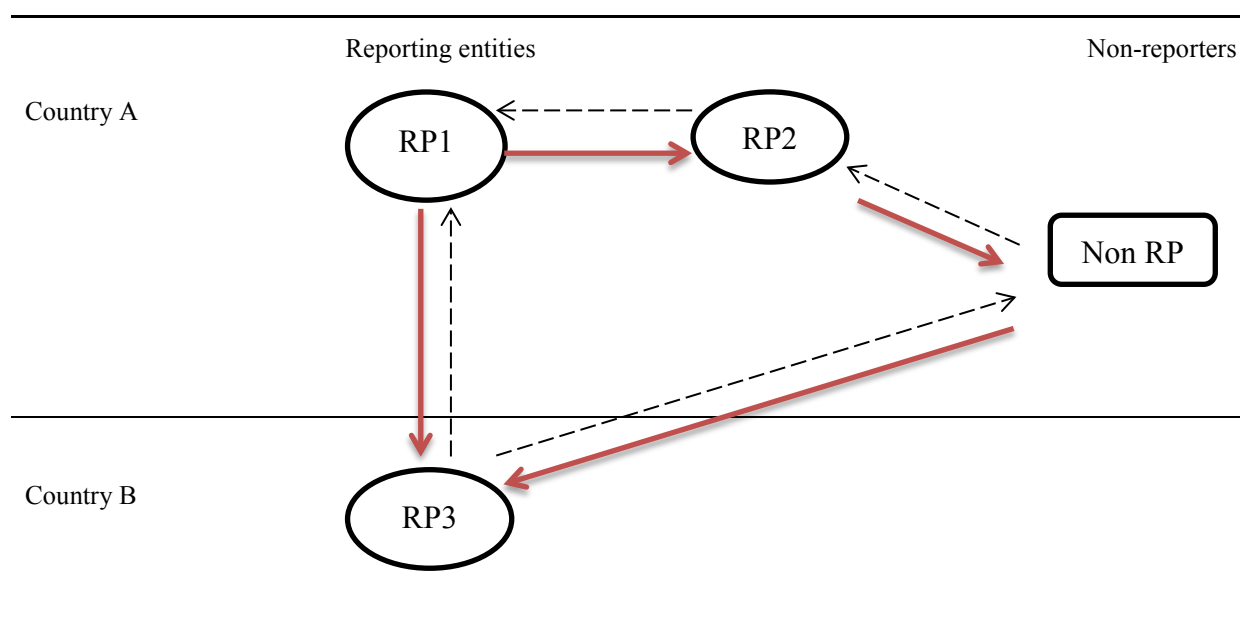 Reporting entities
Non-reporters
Country A
RP1
RP2
Non RP
Country B
RP3